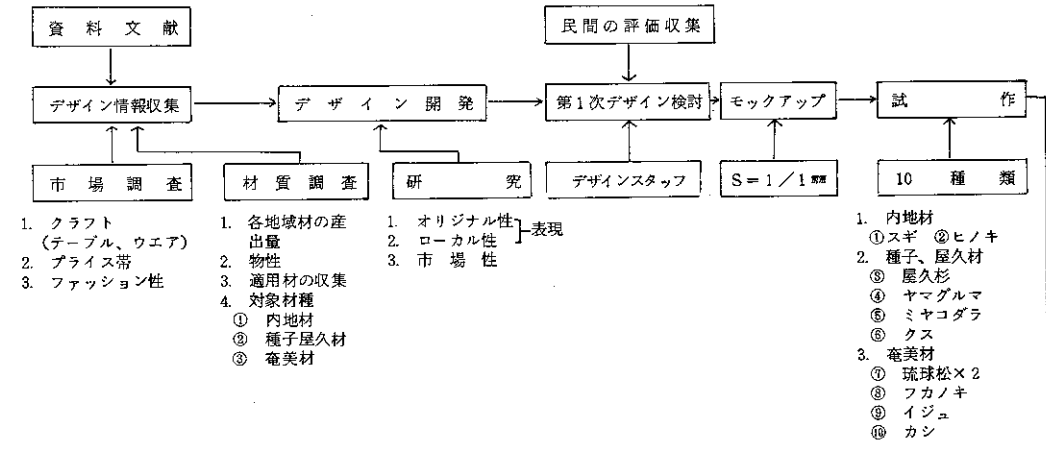 資料文献
民間の評価収集
デザイン情報収集
デザイン開発
第1次デザイン検討
モックアップ
試作
市場調査
材質調査
研究
デザインスタッフ
S=1/1㎜
10種類
1. クラフト
(テーブル、ウエア)
2. プライス帯
3. ファッション性
1. 各地域材の産
出量
2. 物性
3. 適用材の収集
4. 対象材種
① 内地材
② 種子屋久材
③ 奄美材
1. オリジナル性
2. ローカル性
表現
3. 市場性
1. 内地材
①スギ ②ヒノキ
2. 種子、屋久材
③ 屋久杉
④ ヤマグルマ
⑤ ミヤコダラ
⑥ クス
3. 奄美材
⑦ 琉球松×2
⑧ フカノキ
⑨ イジュ
⑩ カシ